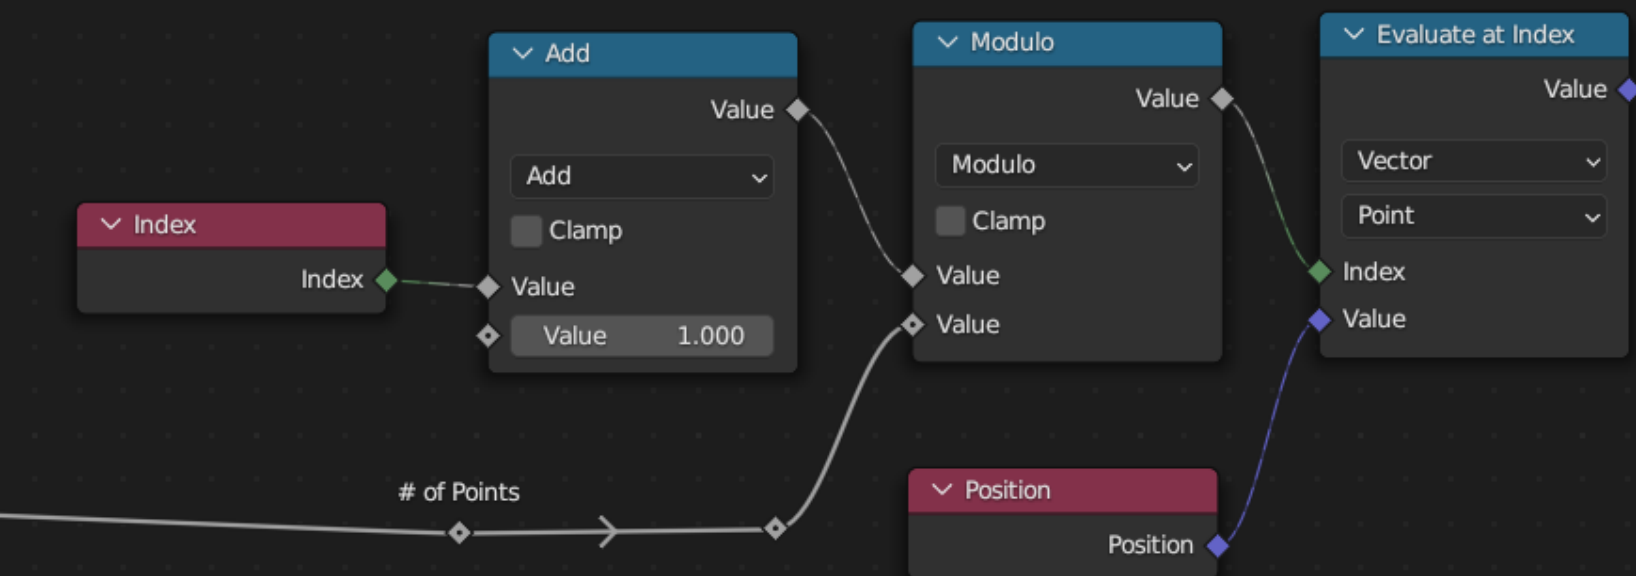 Index
Index
Add
Value
Add
Clamp
Value
Value 1.000
# of Points
Modulo
Value
Modulo
Clamp
Value
Value
Position
Position
Evaluate at Index
Value
Vector
Point
Index
Value